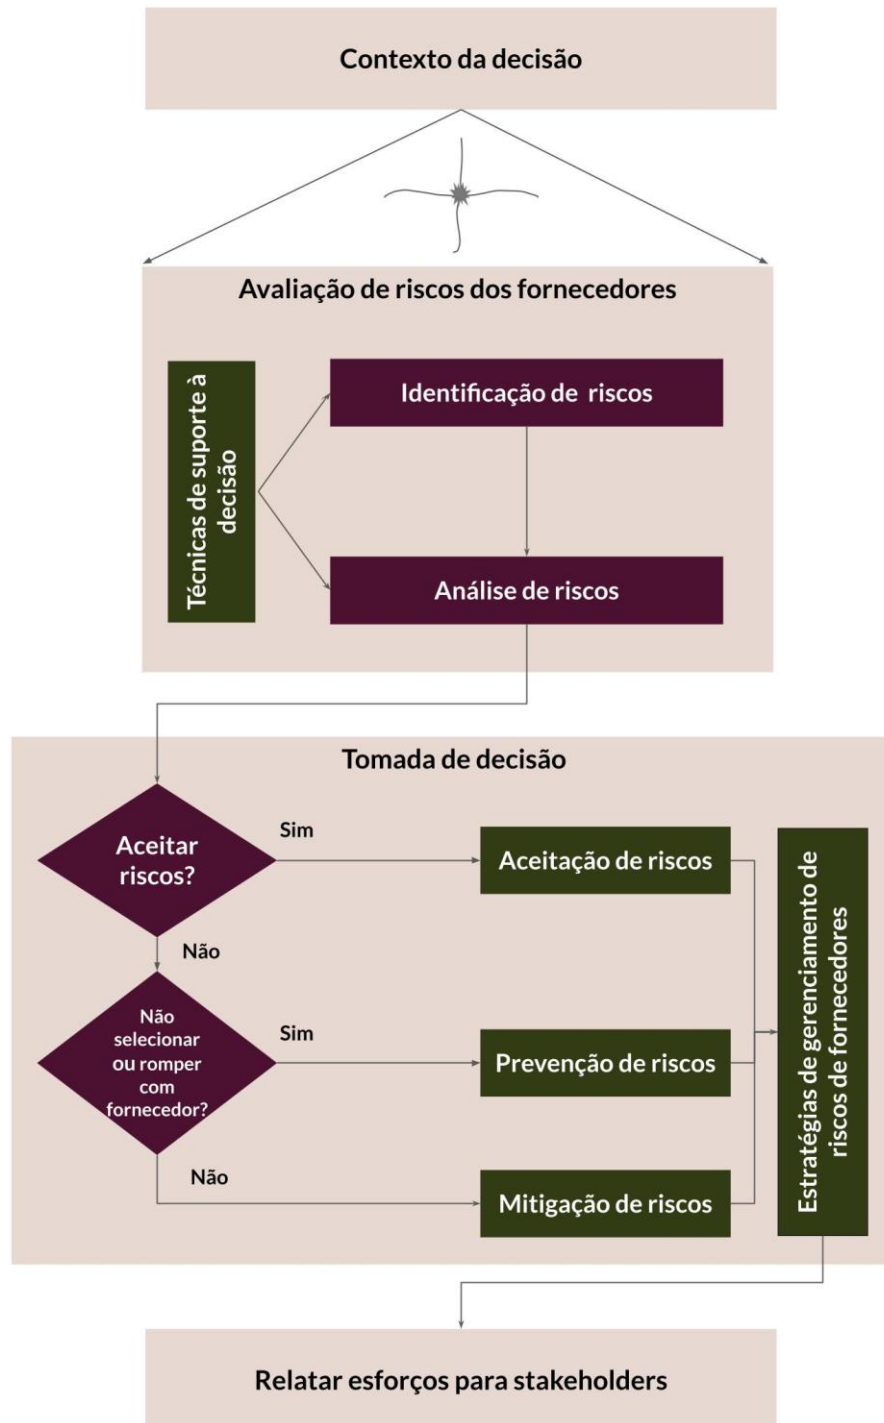 Contexto da decisão
Avaliação de riscos dos fornecedores
Técnicas de suporte à
decisão
Identificação de riscos
Análise de riscos
Tomada de decisão
Aceitar
riscos?
Sim
Aceitação de riscos
Não
Não
selecionar
ou romper
com
fornecedor?
Sim
Prevenção de riscos
Não
Mitigação de riscos
Estratégias de gerenciamento de
riscos de fornecedores
Relatar esforços para stakeholders